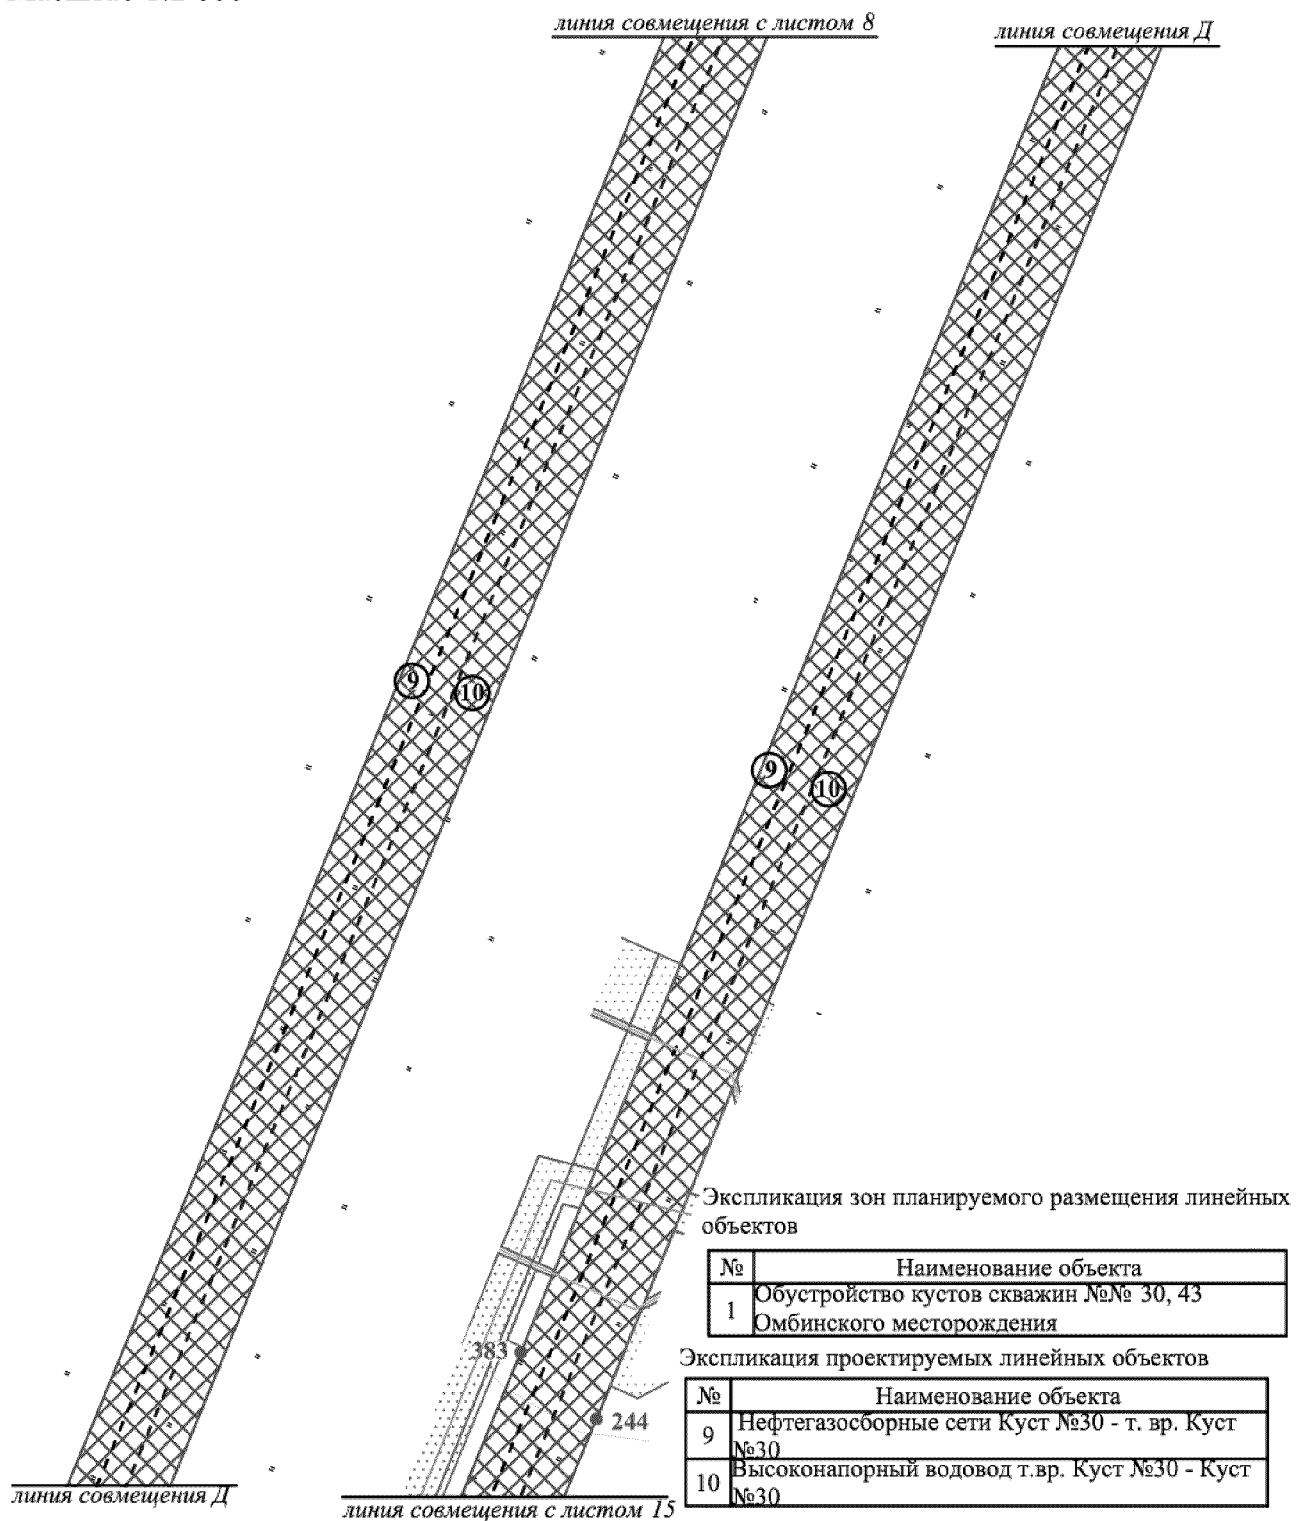 линия совмещения с листом 8
линия совмещения Д
9
10
9
10
383
244
Экспликация зон планируемого размещения линейных
объектов
№ Наименование объекта
1 Обустройство кустов скважин №№ 30, 43
Омбинского месторождения
Экспликация проектируемых линейных объектов
№ Наименование объекта
9 Нефтегазосборные сети Куст №30 - т. вр. Куст
№30
10 Высоконапорный водовод т.вр. Куст №30 - Куст
№30
линия совмещения Д
линия совмещения с листом 15